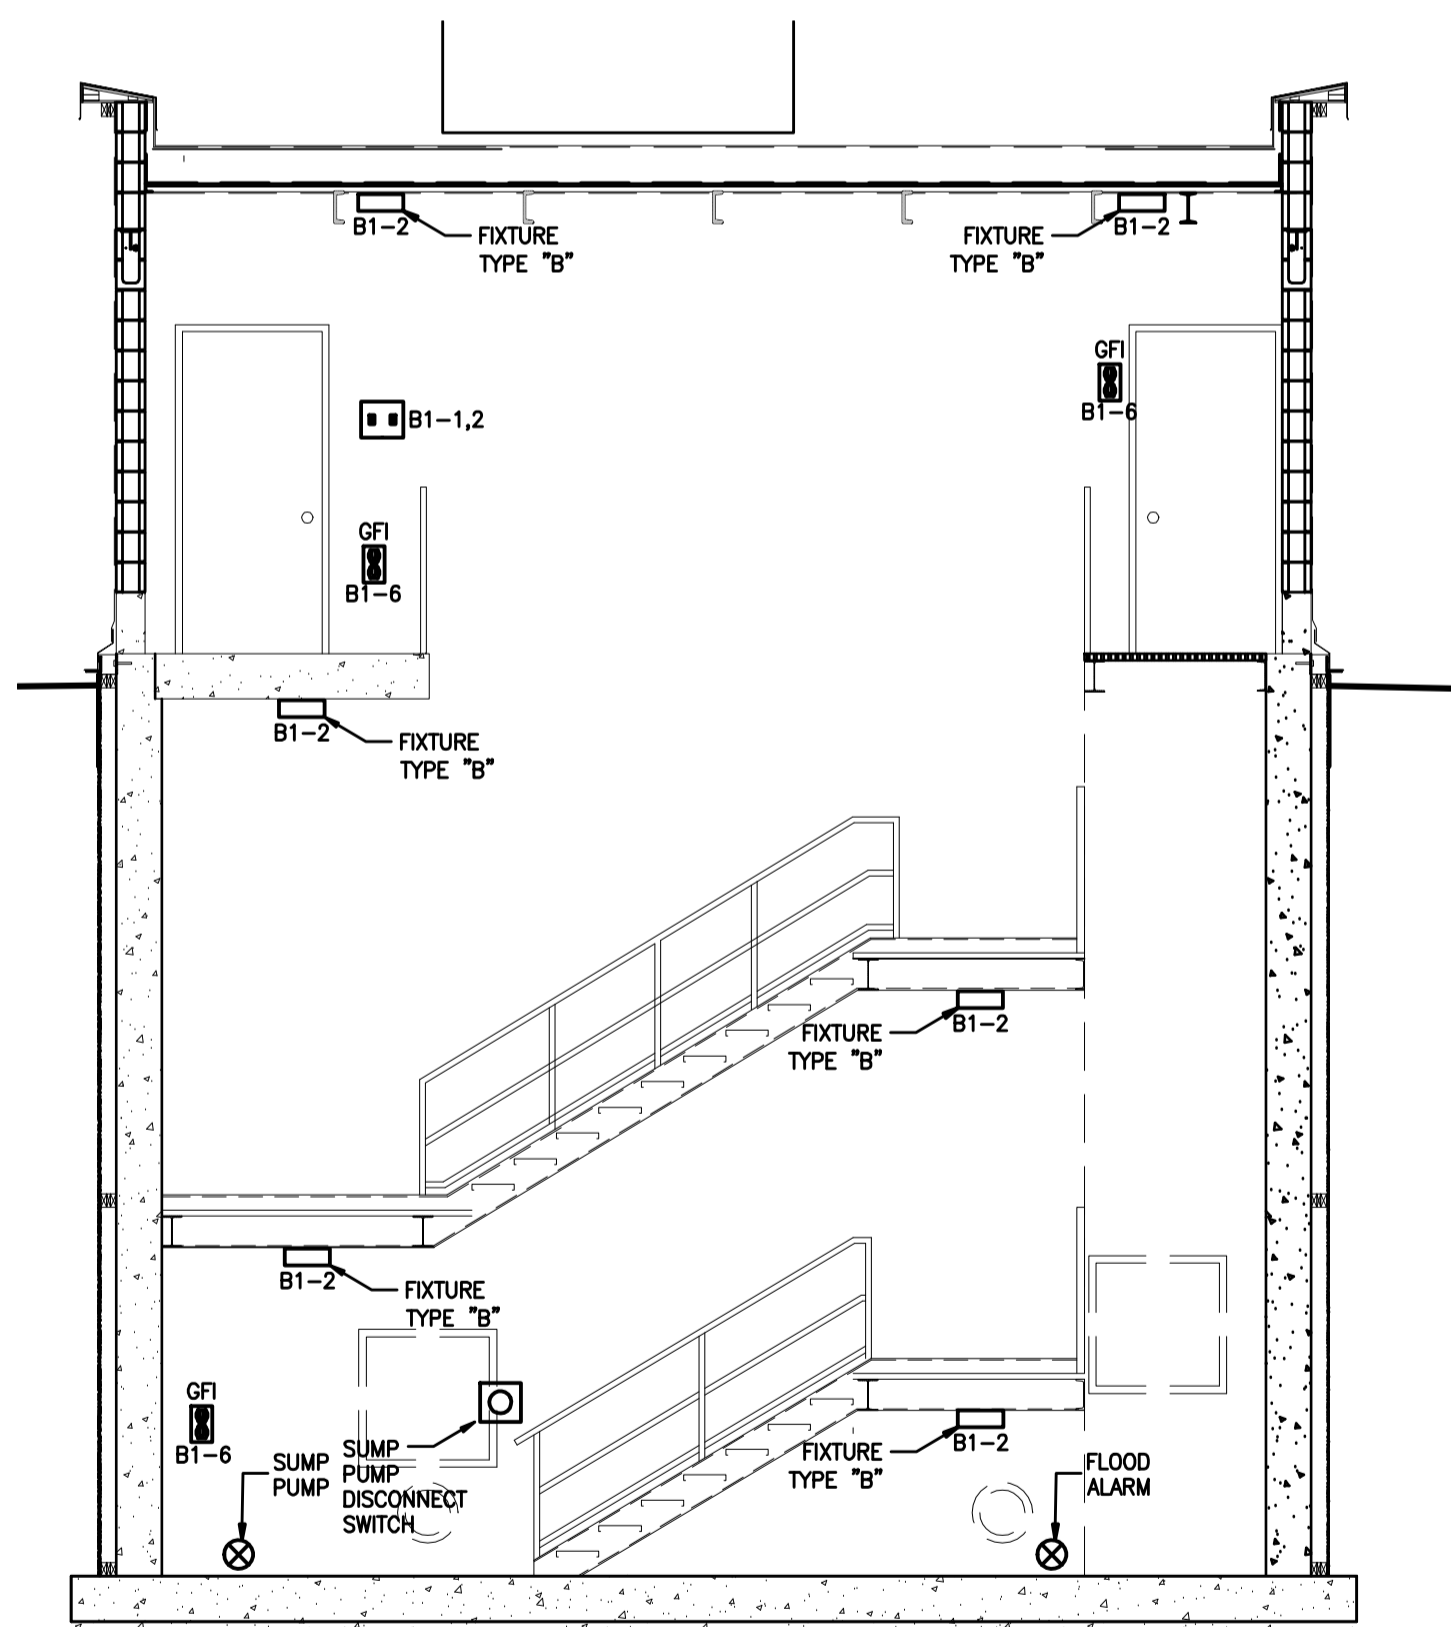 B1-2
FIXTURE
TYPE "B"
B1-2
FIXTURE
TYPE "B"
GFI
B1-6
B1-1,2
GFI
B1-6
B1-2
FIXTURE
TYPE "B"
B1-2
FIXTURE
TYPE "B"
B1-2
FIXTURE
TYPE "B"
GFI
B1-6
SUMP
PUMP
SUMP
PUMP
DISCONNECT
SWITCH
B1-2
FIXTURE
TYPE "B"
FLOOD
ALARM